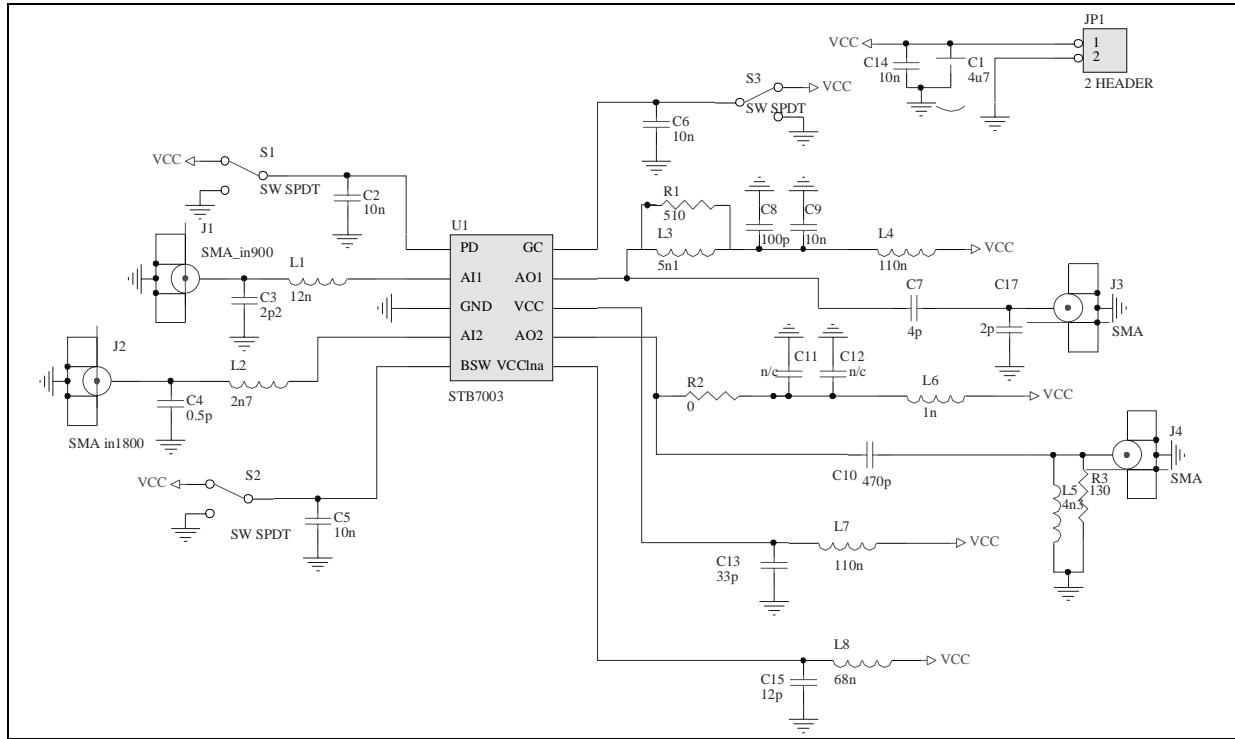 JP1
VCC
1
2
C14
10n
C1
4u7
2 HEADER
S3
VCC
SW SPDT
C6
10n
VCC
S1
SW SPDT
C2
10n
R1
510
C8
100p
C9
10n
L3
5n1
L4
110n
VCC
U1
PD
GC
AI1
AO1
GND
VCC
AI2
AO2
BSW
VCClna
STB7003
J1
SMA_in900
L1
12n
C3
2p2
C7
4p
C17
2p
J3
SMA
J2
L2
2n7
C4
0.5p
SMA in1800
C11
n/c
C12
n/c
R2
0
L6
1n
VCC
J4
SMA
C10
470p
L5
4n3
R3
130
VCC
S2
SW SPDT
C5
10n
L7
110n
VCC
C13
33p
L8
68n
VCC
C15
12p